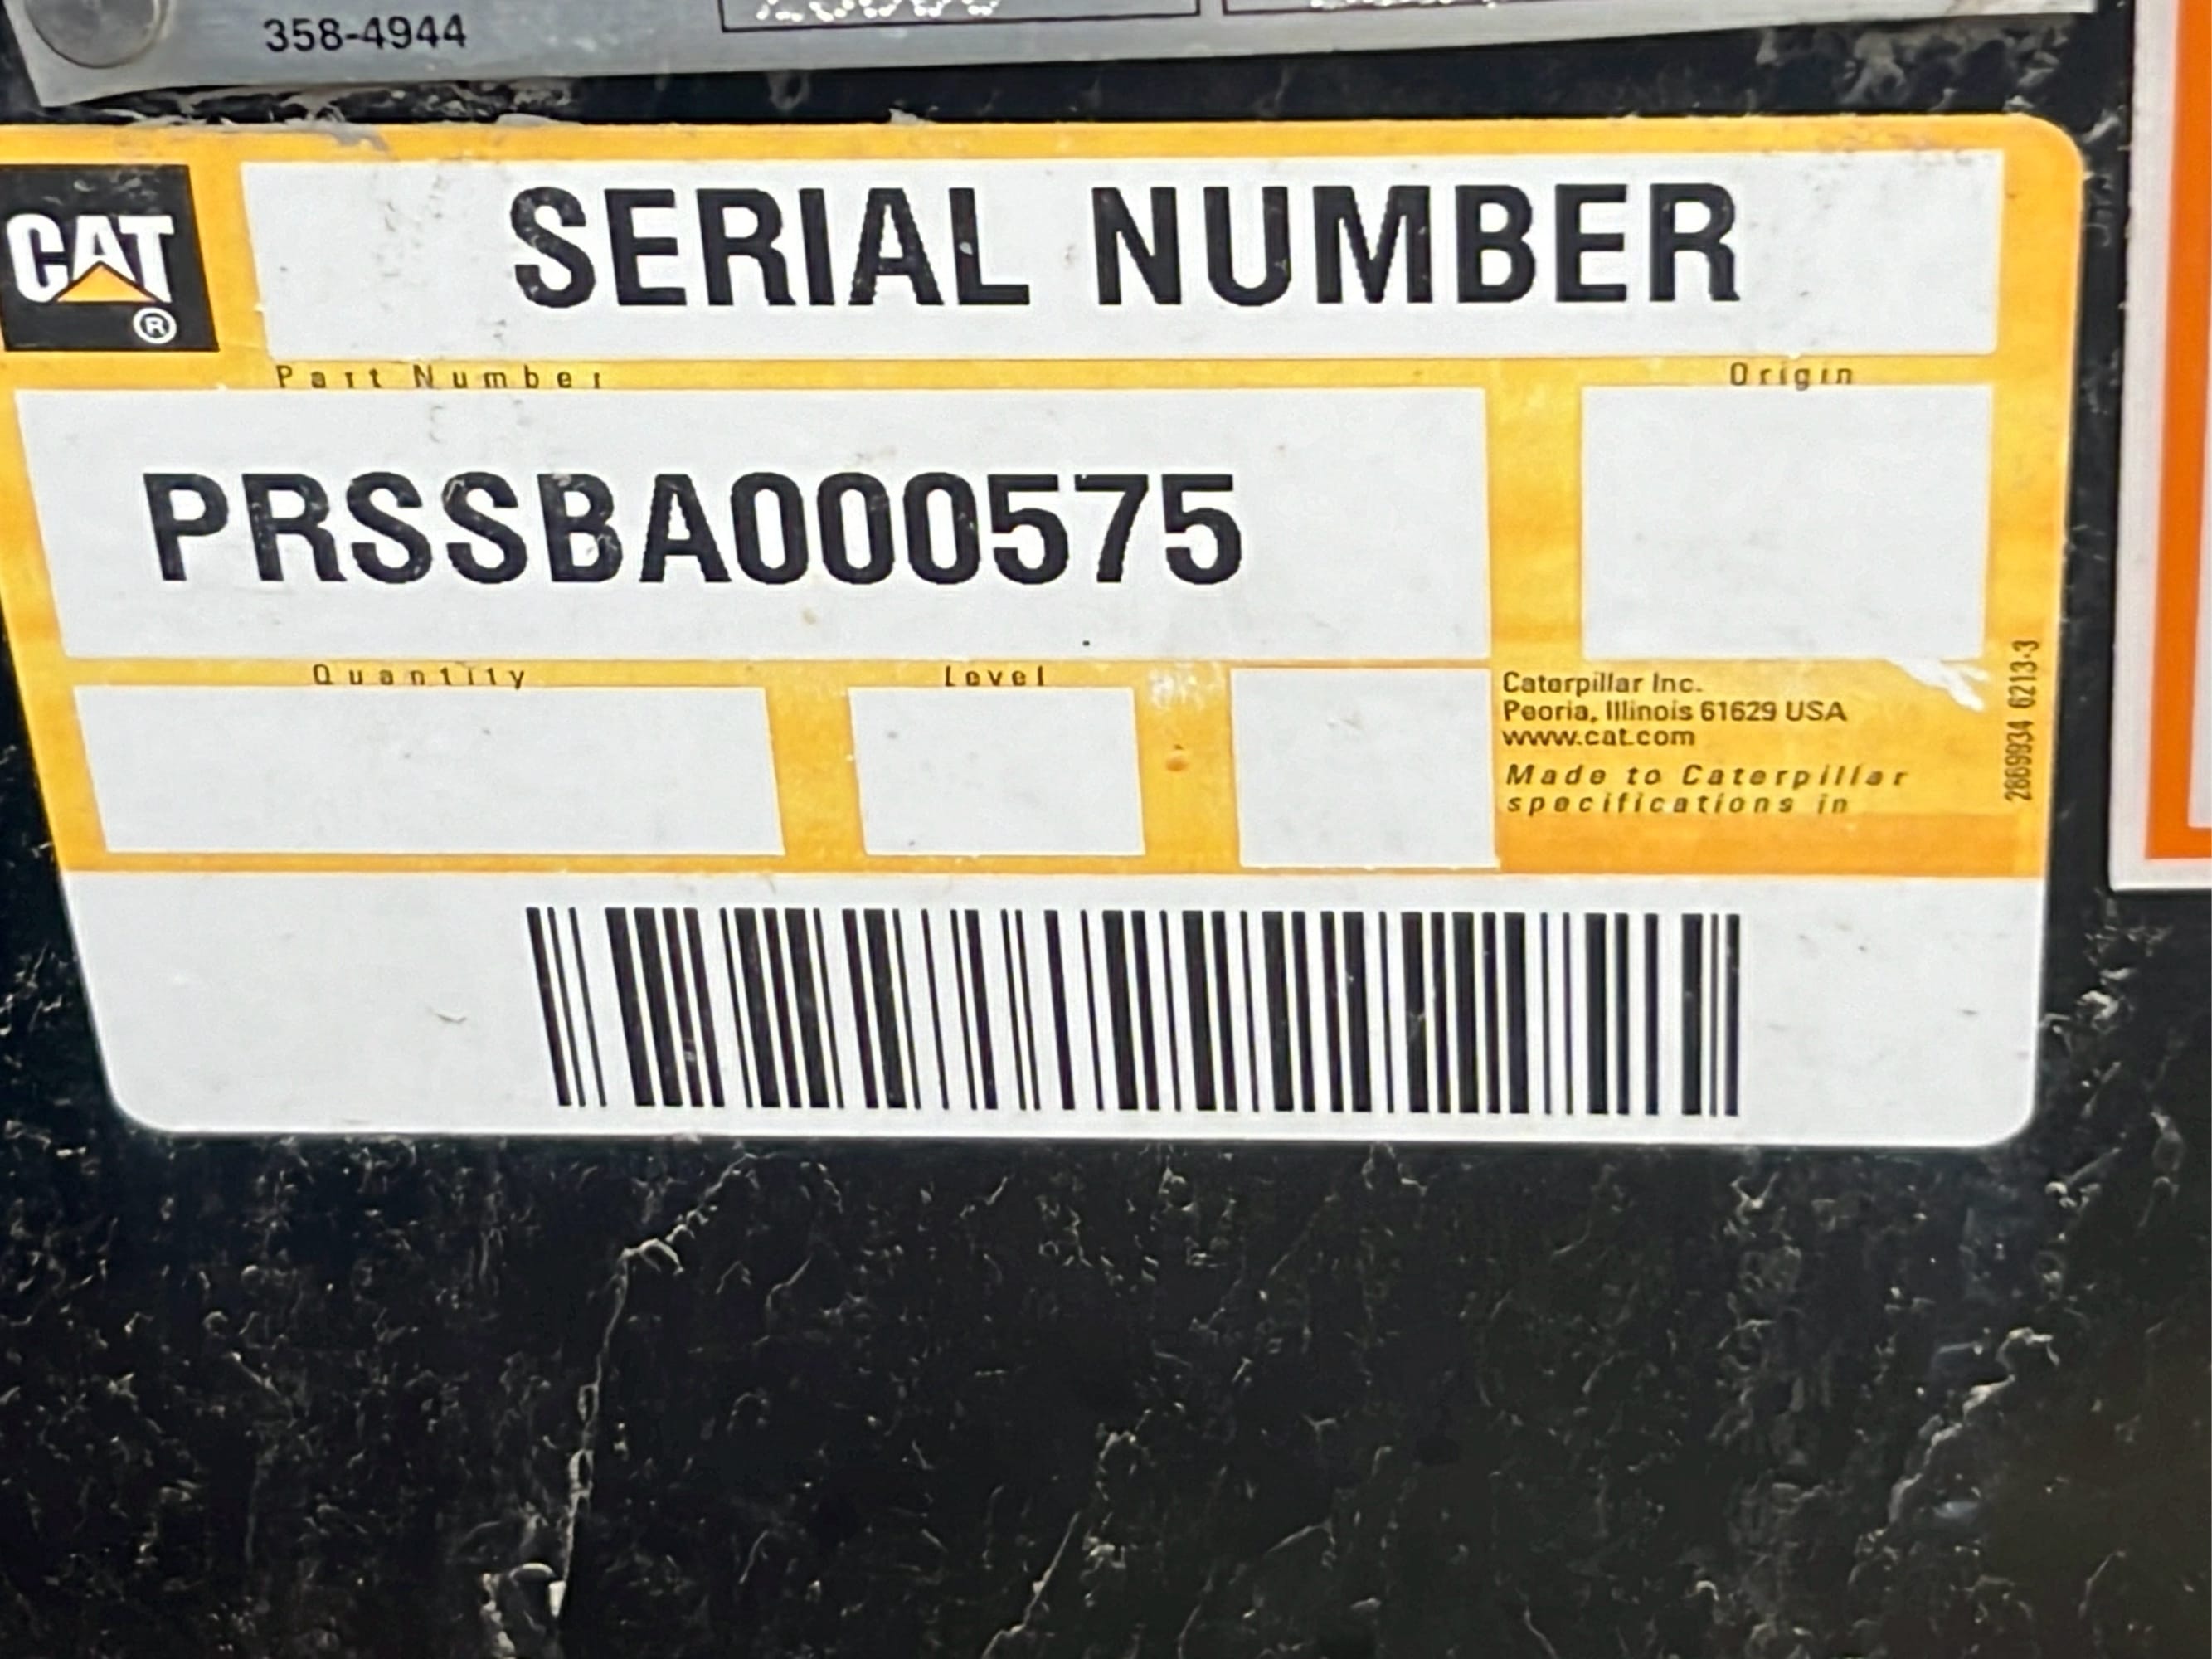 358-4944
CAT
®
SERIAL NUMBER
Part Number
Origin
PRSSBA000575
Quantity
Level
Caterpillar Inc.
Peoria, Illinois 61629 USA
www.cat.com
Made to Caterpillar
specifications in
2869934 6213-3